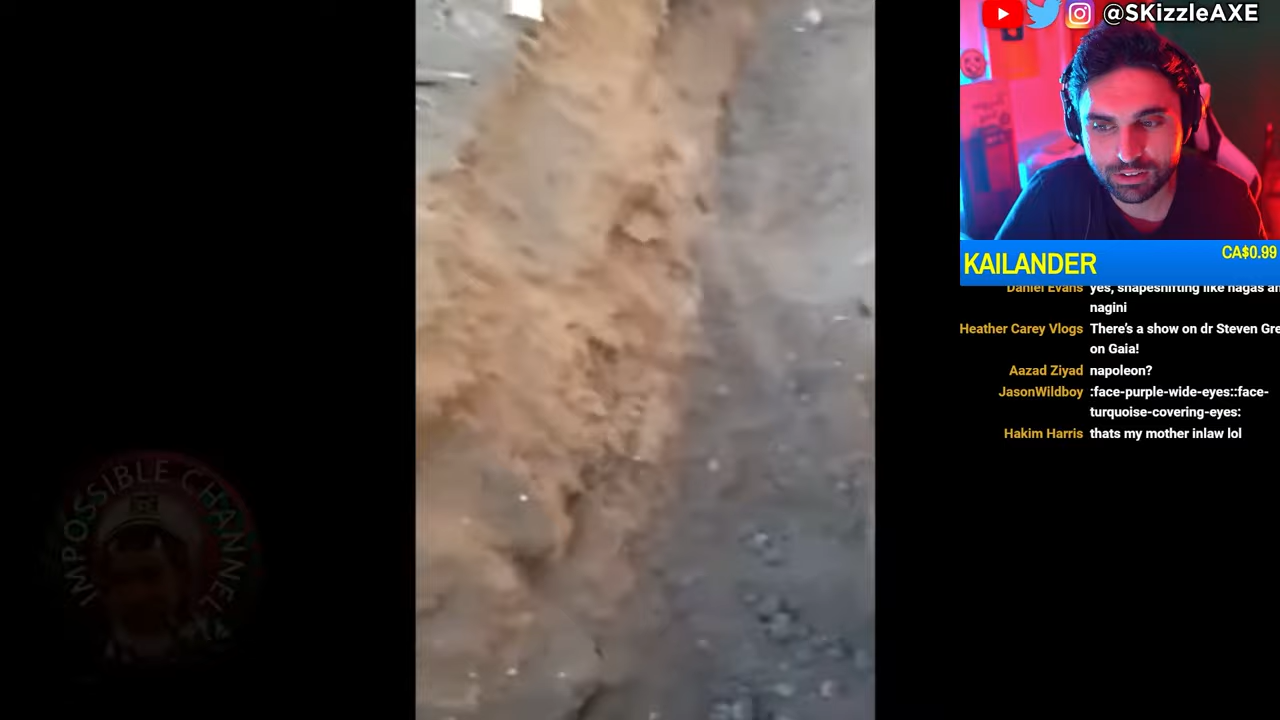 @SKizzleAXE
KAILANDER
CA$0.99
Daniel Evans yes, shapeshifting like nagas an
nagini
Heather Carey Vlogs There's a show on dr Steven Gre
on Gaia!
Aazad Ziyad napoleon?
JasonWildboy :face-purple-wide-eyes::face-
turquoise-covering-eyes:
Hakim Harris thats my mother inlaw lol
IMPOSSIBLE CHANNEL